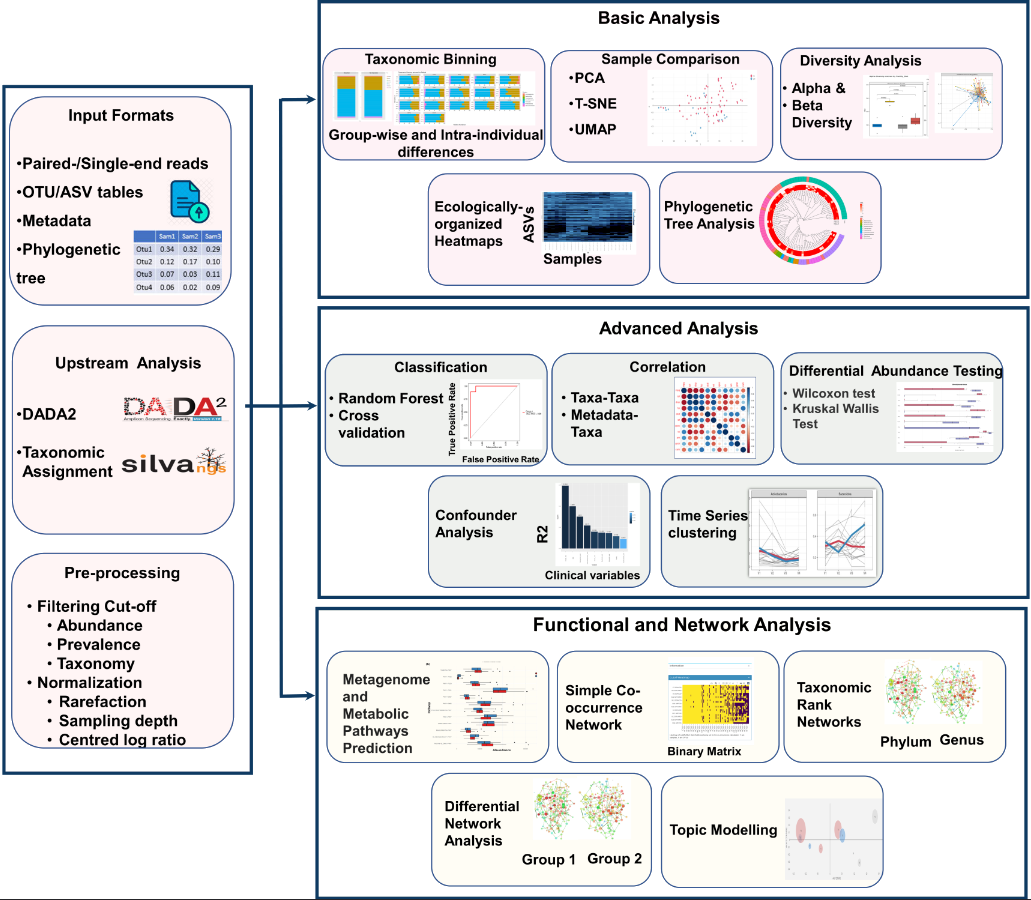 Input Formats
•Paired-/Single-end reads
•OTU/ASV tables
•Metadata
•Phylogenetic
tree
Sam1 Sam2 Sam3
Otu1 0.34 0.32 0.29
Otu2 0.12 0.17 0.10
Otu3 0.07 0.03 0.11
Otu4 0.06 0.02 0.09
Upstream Analysis
•DADA2
DADA2
•Taxonomic
Assignment
silva ngs
Pre-processing
• Filtering Cut-off
• Abundance
• Prevalence
• Taxonomy
• Normalization
• Rarefaction
• Sampling depth
• Centred log ratio
Basic Analysis
Taxonomic Binning
Group-wise and Intra-individual
differences
Sample Comparison
•PCA
•T-SNE
•UMAP
Diversity Analysis
• Alpha &
• Beta
Diversity
Ecologically-
organized
Heatmaps
ASVs
Samples
Phylogenetic
Tree Analysis
Advanced Analysis
Classification
• Random Forest
• Cross
validation
True Positive Rate
False Positive Rate
Correlation
• Taxa-Taxa
• Metadata-
Taxa
Differential Abundance Testing
• Wilcoxon test
• Kruskal Wallis
Test
Confounder
Analysis
R2
Clinical variables
Time Series
clustering
Functional and Network Analysis
Metagenome
and
Metabolic
Pathways
Prediction
Simple Co-
occurrence
Network
Binary Matrix
Taxonomic
Rank
Networks
Phylum Genus
Differential
Network
Analysis
Group 1 Group 2
Topic Modelling